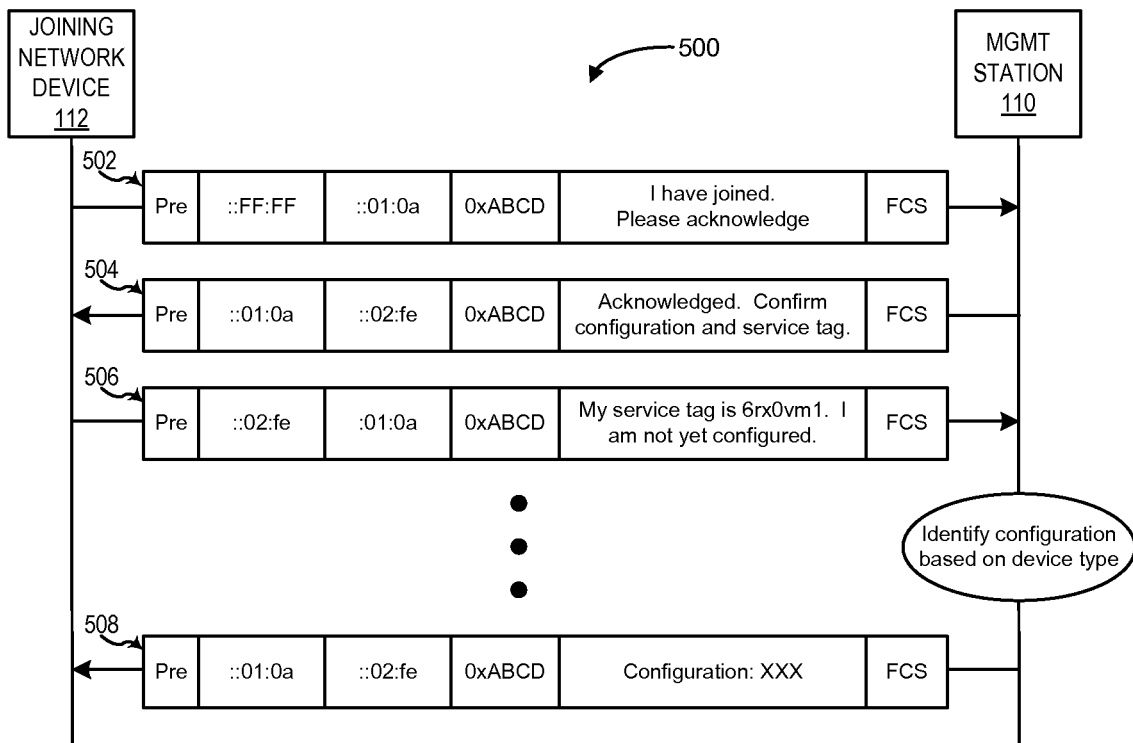 JOINING
NETWORK
DEVICE
112
500
MGMT
STATION
110
502
Pre ::FF:FF ::01:0a 0xABCD I have joined. FCS
Please acknowledge
504
Pre ::01:0a ::02:fe 0xABCD Acknowledged. Confirm FCS
configuration and service tag.
506
Pre ::02:fe :01:0a 0xABCD My service tag is 6rx0vm1. I FCS
am not yet configured.
Identify configuration
based on device type
508
Pre ::01:0a ::02:fe 0xABCD Configuration: XXX FCS